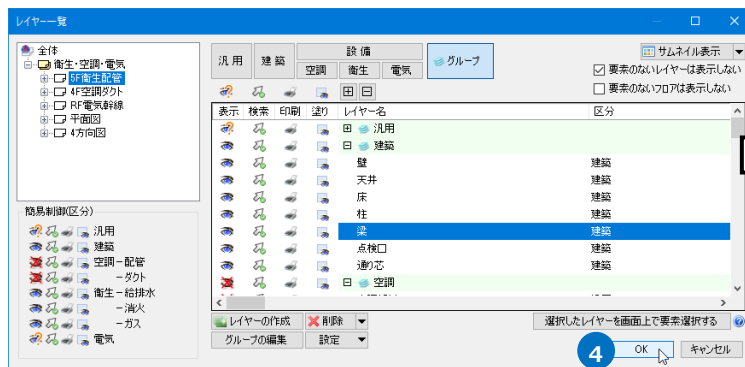 レイヤー一覧
全体
衛生・空調・電気
5F衛生配管
4F空調ダクト
RF電気幹線
平面図
4方向図
簡易制御(区分)
汎用
建築
空調－配管
－ダクト
衛生－給排水
－消火
－ガス
電気
汎用
建築
設備
空調 衛生 電気
グループ
サムネイル表示
要素のないレイヤーは表示しない
要素のないフロアは表示しない
表示 検索 印刷 塗り レイヤー名 区分
汎用
建築
壁 建築
天井 建築
床 建築
柱 建築
梁 建築
点検口 建築
通り芯 建築
空調
レイヤーの作成 削除
選択したレイヤーを画面上で要素選択する
グループの編集 設定
4 OK キャンセル